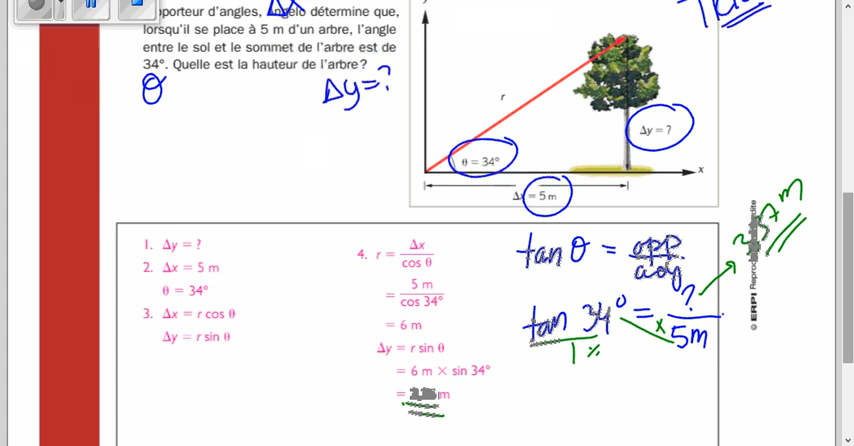 d'angles, Angelo détermine que,
lorsqu'il se place à 5 m d'un arbre, l'angle
entre le sol et le sommet de l'arbre est de
34°. Quelle est la hauteur de l'arbre?
θ Δy=?
r
Δy = ?
θ = 34°
x
= 5 m
1. Δy = ?
2. Δx = 5 m
θ = 34°
3. Δx = r cos θ
Δy = r sin θ
4. r = Δx / cos θ
= 5 m / cos 34°
= 6 m
Δy = r sin θ
= 6 m × sin 34°
= m
tan θ = opp. / adj
tan 34° = ? / 5m
1 x
m
© ERPI